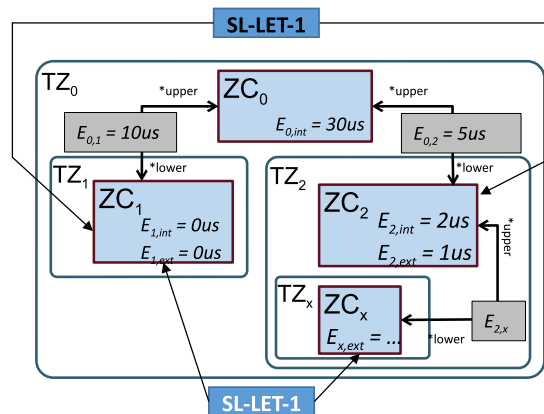 SL-LET-1
TZ0
*upper
ZC0
*upper
E0,int = 30us
E0,1 = 10us
E0,2 = 5us
*lower
*lower
TZ1
TZ2
ZC1
E1,int = 0us
E1,ext = 0us
ZC2
E2,int = 2us
E2,ext = 1us
*upper
TZx
ZCx
Ex,ext = ...
E2,x
*lower
SL-LET-1